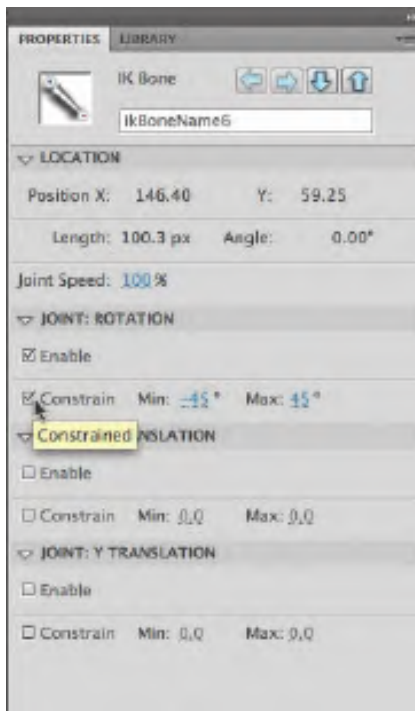 PROPERTIES LIBRARY
IK Bone
ikBoneName6
LOCATION
Position X: 146.40 Y: 59.25
Length: 100.3 px Angle: 0.00°
Joint Speed: 100 %
JOINT: ROTATION
Enable
Constrain Min: -45° Max: 45°
Constrained NSLATION
Enable
Constrain Min: 0.0 Max: 0.0
JOINT: Y TRANSLATION
Enable
Constrain Min: 0.0 Max: 0.0